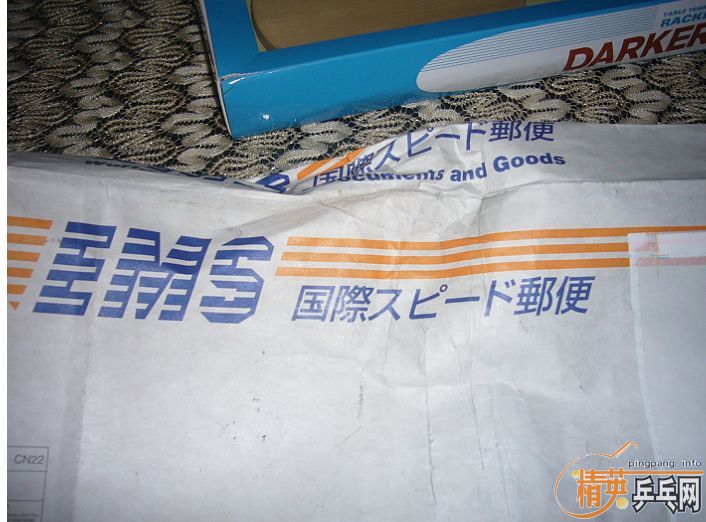 TABLE TENN
RACKE
DARKER
国際スピード郵便
Documents and Goods
EMS
国際スピード郵便
CN22
pingpang.info
精英乒乓网